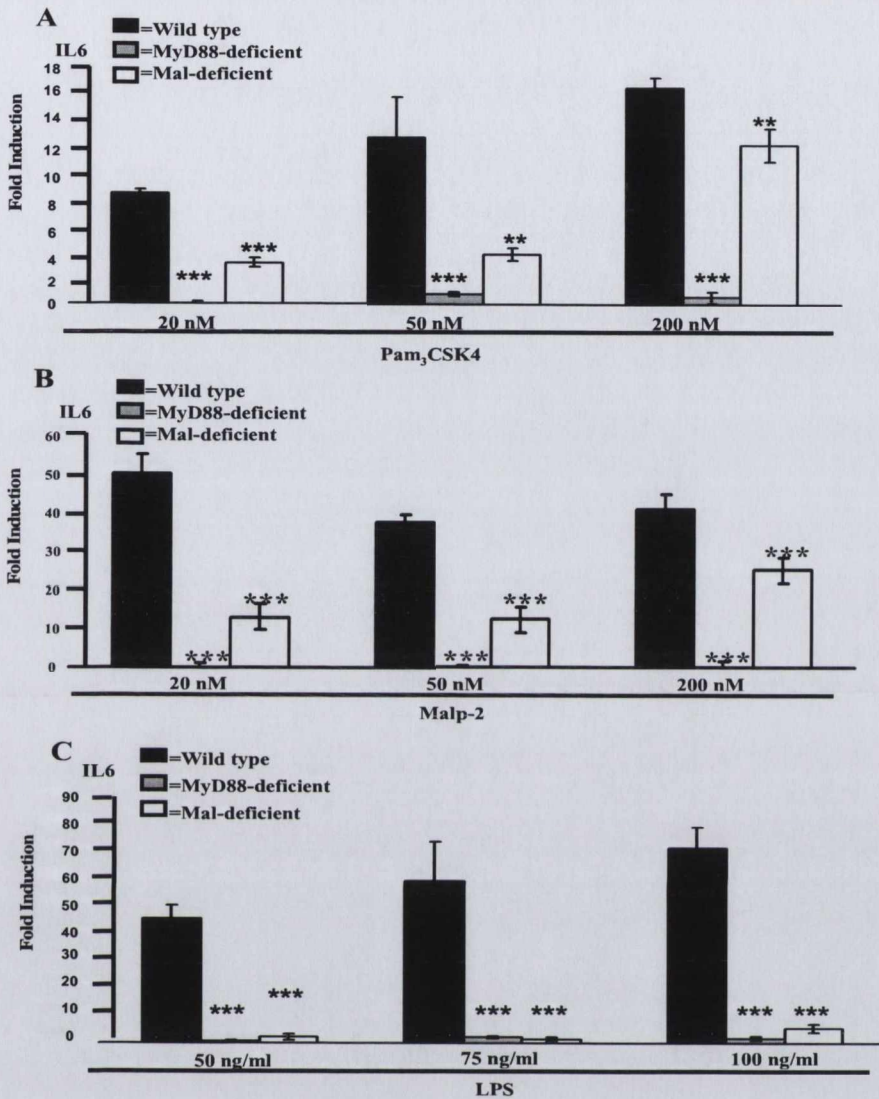 A
=Wild type
IL6
=MyD88-deficient
=Mal-deficient
Fold Induction
18
16
14
12
10
8
6
4
2
0
***
***
***
**
***
**
20 nM
50 nM
200 nM
Pam3CSK4
B
=Wild type
IL6
=MyD88-deficient
=Mal-deficient
Fold Induction
60
50
40
30
20
10
0
***
***
***
***
***
***
20 nM
50 nM
200 nM
Malp-2
C
=Wild type
IL6
=MyD88-deficient
=Mal-deficient
Fold Induction
90
80
70
60
50
40
30
20
10
0
***
***
***
***
***
***
50 ng/ml
75 ng/ml
100 ng/ml
LPS